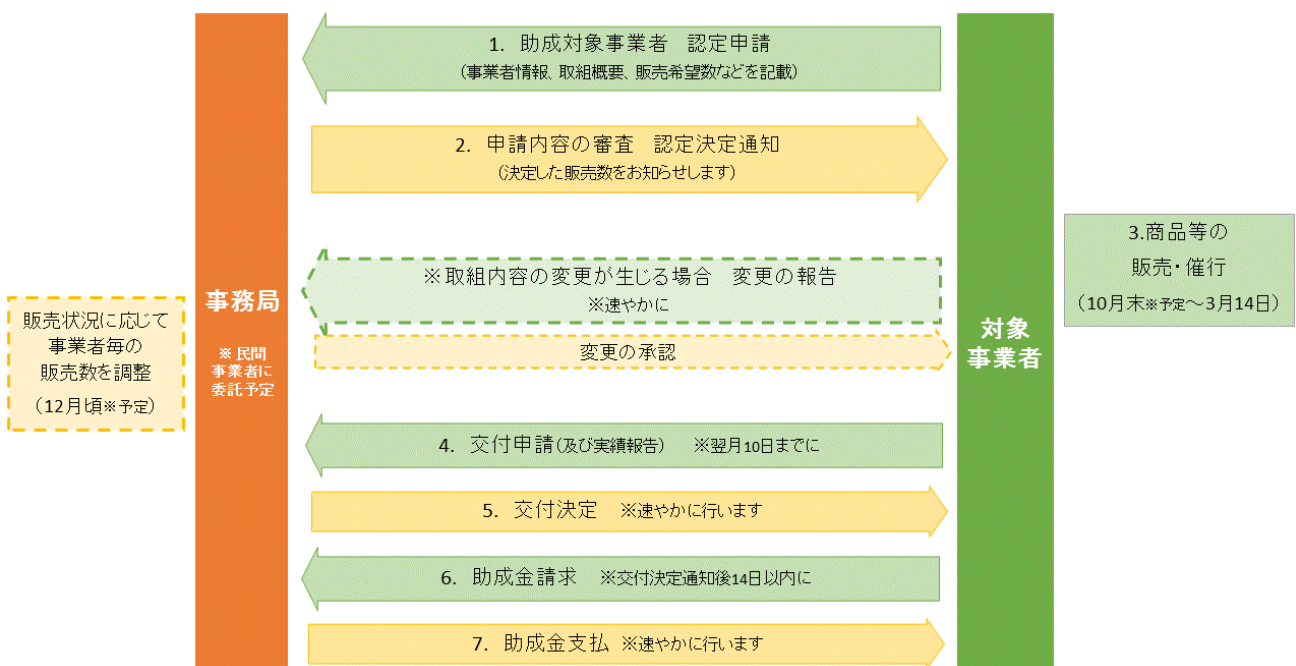 1. 助成対象事業者 認定申請
(事業者情報、取組概要、販売希望数などを記載)
2. 申請内容の審査 認定決定通知
(決定した販売数をお知らせします)
3.商品等の
販売・催行
(10月末※予定～3月14日)
※取組内容の変更が生じる場合 変更の報告
※速やかに
変更の承認
事務局
※民間
事業者に
委託予定
対象
事業者
販売状況に応じて
事業者毎の
販売数を調整
(12月頃※予定)
4. 交付申請(及び実績報告) ※翌月10日までに
5. 交付決定 ※速やかに行います
6. 助成金請求 ※交付決定通知後14日以内に
7. 助成金支払 ※速やかに行います